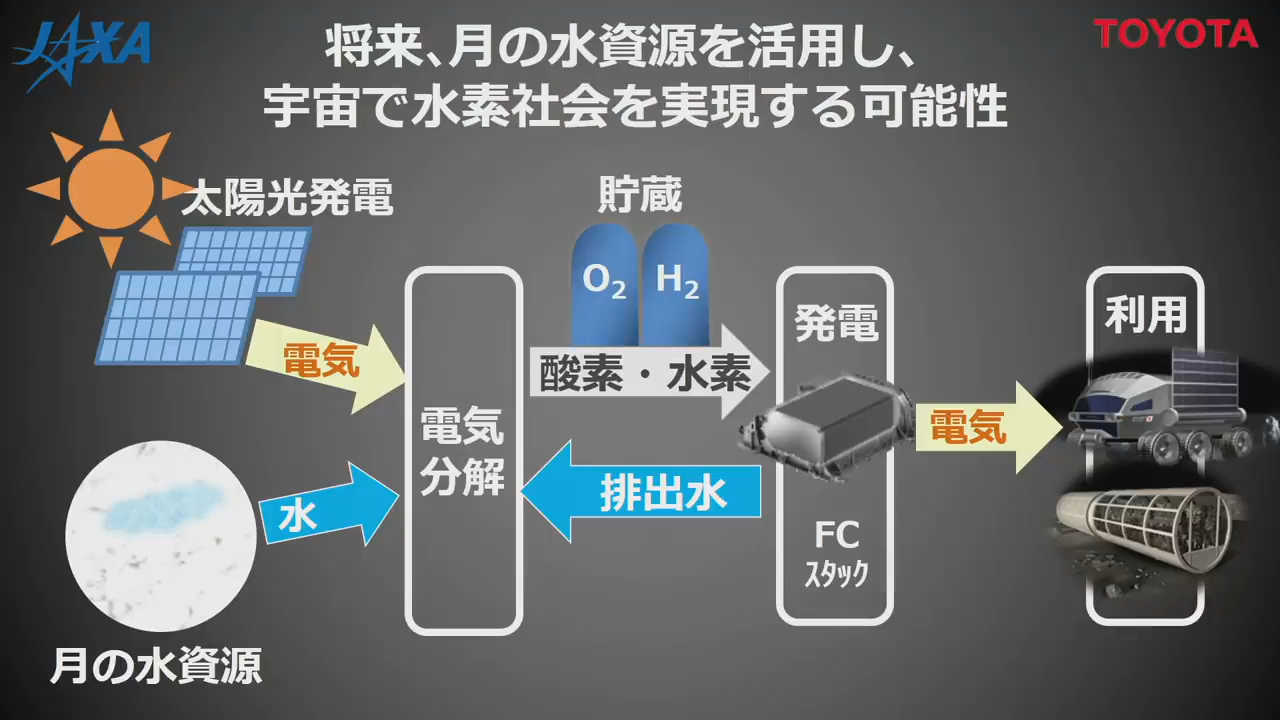 JAXA
TOYOTA
将来、月の水資源を活用し、
宇宙で水素社会を実現する可能性
太陽光発電
貯蔵
O₂
H₂
発電
利用
電気
酸素・水素
電気
分解
電気
水
排出水
FC
ｽﾀｯｸ
月の水資源